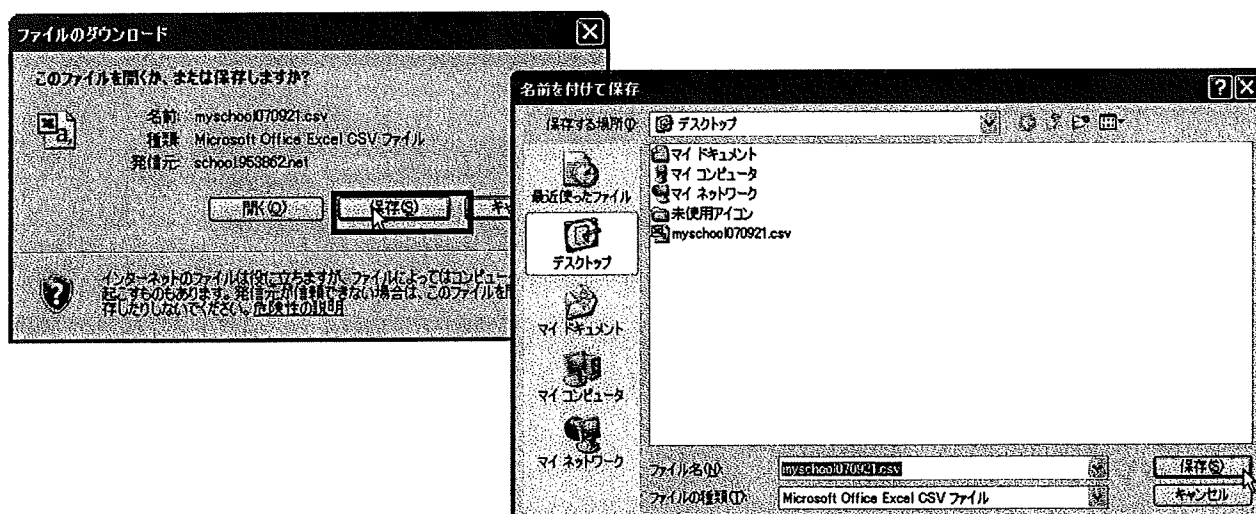 ファイルのダウンロード
このファイルを開くか、または保存しますか?
名前: myschool070921.csv
種類: Microsoft Office Excel CSV ファイル
発信元: school953862.net
開く(O)
保存(S)
キャ
インターネットのファイルは役に立ちますが、ファイルによってはコンピュータ
起こすものもあります。発信元が信頼できない場合は、このファイルを
存したりしないでください。危険性の説明
名前を付けて保存
保存する場所(I):
デスクトップ
最近使ったファイル
デスクトップ
マイ ドキュメント
マイ コンピュータ
マイ ネットワーク
マイ ドキュメント
マイ コンピュータ
マイ ネットワーク
未使用アイコン
myschool070921.csv
ファイル名(N):
myschool070921.csv
保存(S)
ファイルの種類(T):
Microsoft Office Excel CSV ファイル
キャンセル